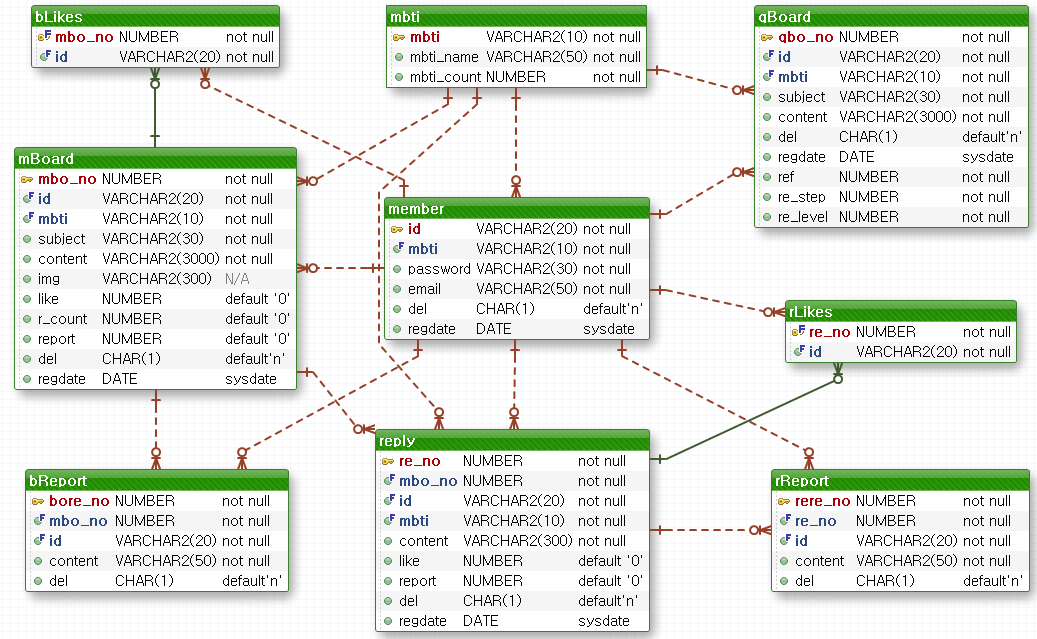 bLikes
mbo_no NUMBER not null
id VARCHAR2(20) not null
mbti
mbti VARCHAR2(10) not null
mbti_name VARCHAR2(50) not null
mbti_count NUMBER not null
qBoard
qbo_no NUMBER not null
id VARCHAR2(20) not null
mbti VARCHAR2(10) not null
subject VARCHAR2(30) not null
content VARCHAR2(3000) not null
del CHAR(1) default'n'
regdate DATE sysdate
ref NUMBER not null
re_step NUMBER not null
re_level NUMBER not null
mBoard
mbo_no NUMBER not null
id VARCHAR2(20) not null
mbti VARCHAR2(10) not null
subject VARCHAR2(30) not null
content VARCHAR2(3000) not null
img VARCHAR2(300) N/A
like NUMBER default '0'
r_count NUMBER default '0'
report NUMBER default '0'
del CHAR(1) default'n'
regdate DATE sysdate
member
id VARCHAR2(20) not null
mbti VARCHAR2(10) not null
password VARCHAR2(30) not null
email VARCHAR2(50) not null
del CHAR(1) default'n'
regdate DATE sysdate
rLikes
re_no NUMBER not null
id VARCHAR2(20) not null
bReport
bore_no NUMBER not null
mbo_no NUMBER not null
id VARCHAR2(20) not null
content VARCHAR2(50) not null
del CHAR(1) default'n'
reply
re_no NUMBER not null
mbo_no NUMBER not null
id VARCHAR2(20) not null
mbti VARCHAR2(10) not null
content VARCHAR2(300) not null
like NUMBER default '0'
report NUMBER default '0'
del CHAR(1) default'n'
regdate DATE sysdate
rReport
rere_no NUMBER not null
re_no NUMBER not null
id VARCHAR2(20) not null
content VARCHAR2(50) not null
del CHAR(1) default'n'